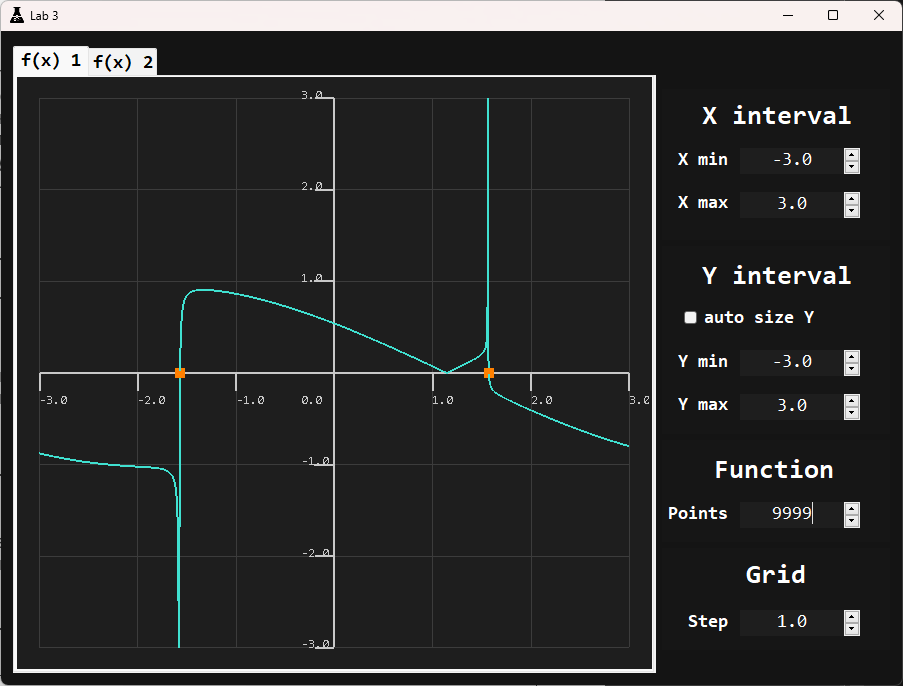 Lab 3
f(x) 1
f(x) 2
3.0
2.0
1.0
-3.0
-2.0
-1.0
0.0
1.0
2.0
3.0
-1.0
-2.0
-3.0
X interval
X min -3.0
X max 3.0
Y interval
auto size Y
Y min -3.0
Y max 3.0
Function
Points 9999
Grid
Step 1.0